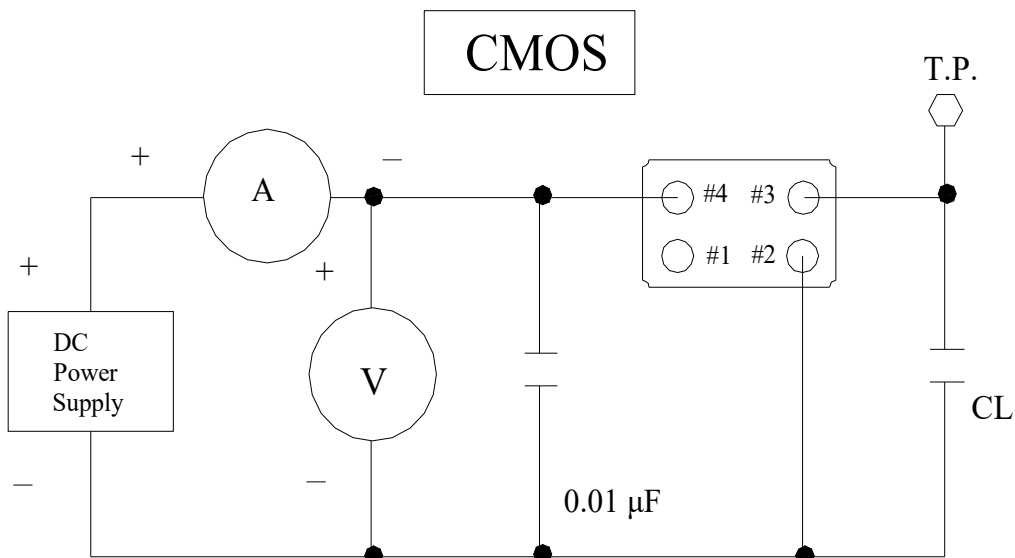 CMOS
T.P.
+
−
A
#4 #3
+
+
#1 #2
DC
Power
Supply
V
CL
−
−
0.01 μF